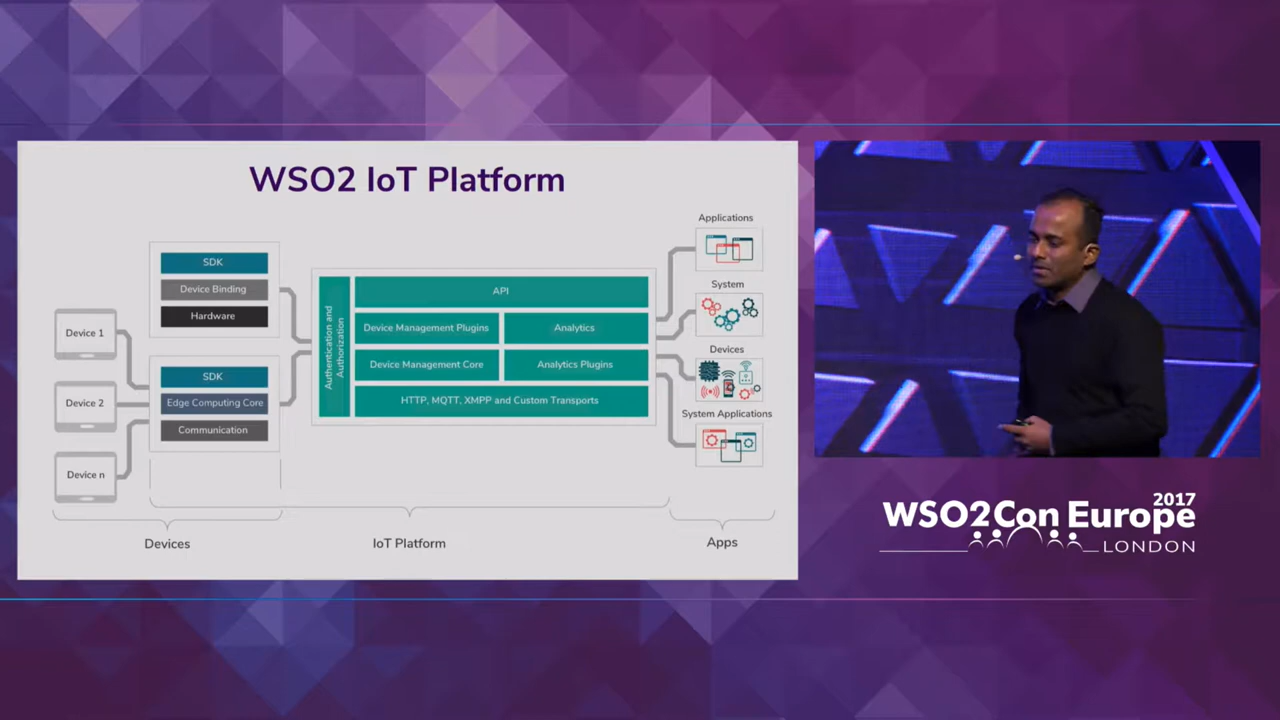 WSO2 IoT Platform
Device 1
Device 2
Device n
SDK
Device Binding
Hardware
SDK
Edge Computing Core
Communication
Authentication and
Authorization
API
Device Management Plugins
Analytics
Device Management Core
Analytics Plugins
HTTP, MQTT, XMPP and Custom Transports
Applications
System
Devices
System Applications
Devices
IoT Platform
Apps
2017
WSO2Con Europe
LONDON